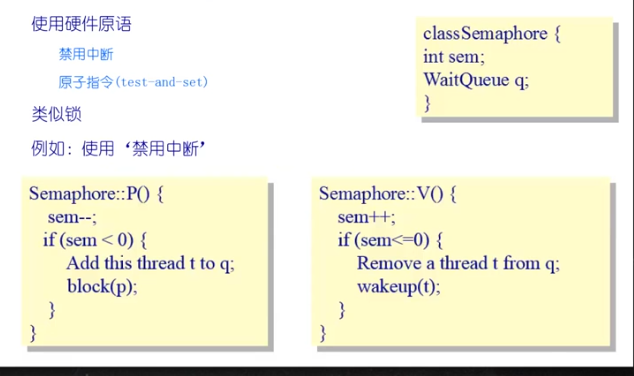 使用硬件原语
禁用中断
原子指令(test-and-set)
类似锁
例如: 使用‘禁用中断’
classSemaphore {
int sem;
WaitQueue q;
}
Semaphore::P() {
sem--;
if (sem < 0) {
Add this thread t to q;
block(p);
}
}
Semaphore::V() {
sem++;
if (sem<=0) {
Remove a thread t from q;
wakeup(t);
}
}